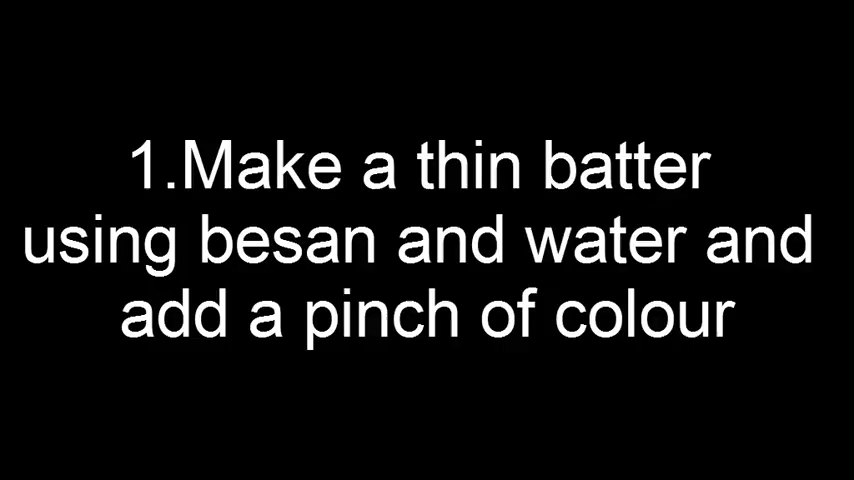 1.Make a thin batter
using besan and water and
add a pinch of colour